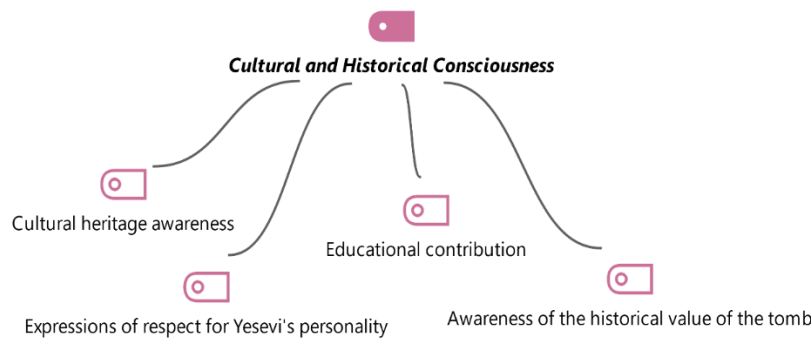 Cultural and Historical Consciousness
Cultural heritage awareness
Educational contribution
Expressions of respect for Yesevi's personality
Awareness of the historical value of the tomb